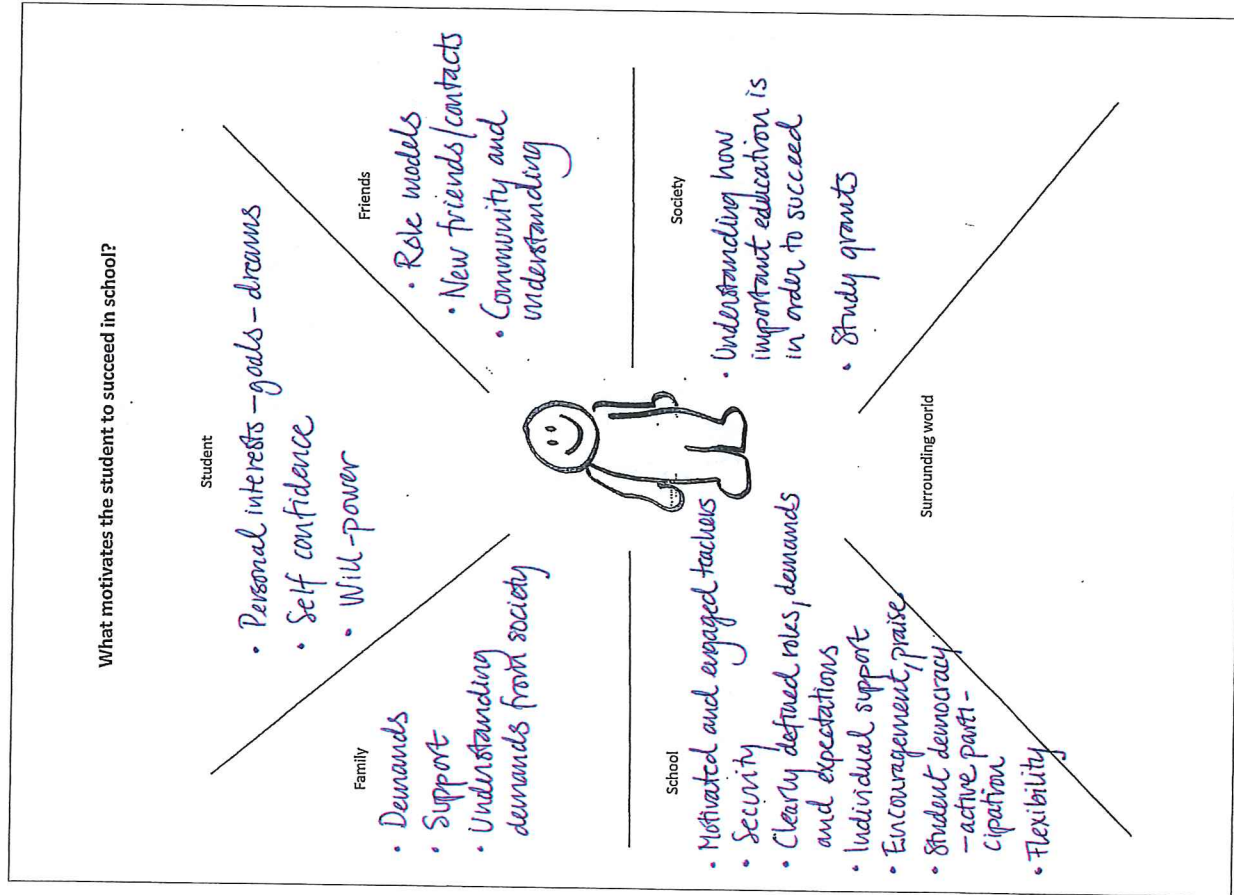 What motivates the student to succeed in school?
Student
• Personal interests – goals – dreams
• Self confidence
• Will-power
Family
• Demands
• Support
• Understanding
demands from society
Friends
• Role models
• New friends/contacts
• Community and
understanding
School
• Motivated and engaged teachers
• Security
• Clearly defined roles, demands
and expectations
• Individual support
• Encouragement, praise.
• Student democracy
– active parti-
cipation
• Flexibility
Society
• Understanding how
important education is
in order to succeed
• Study grants
Surrounding world